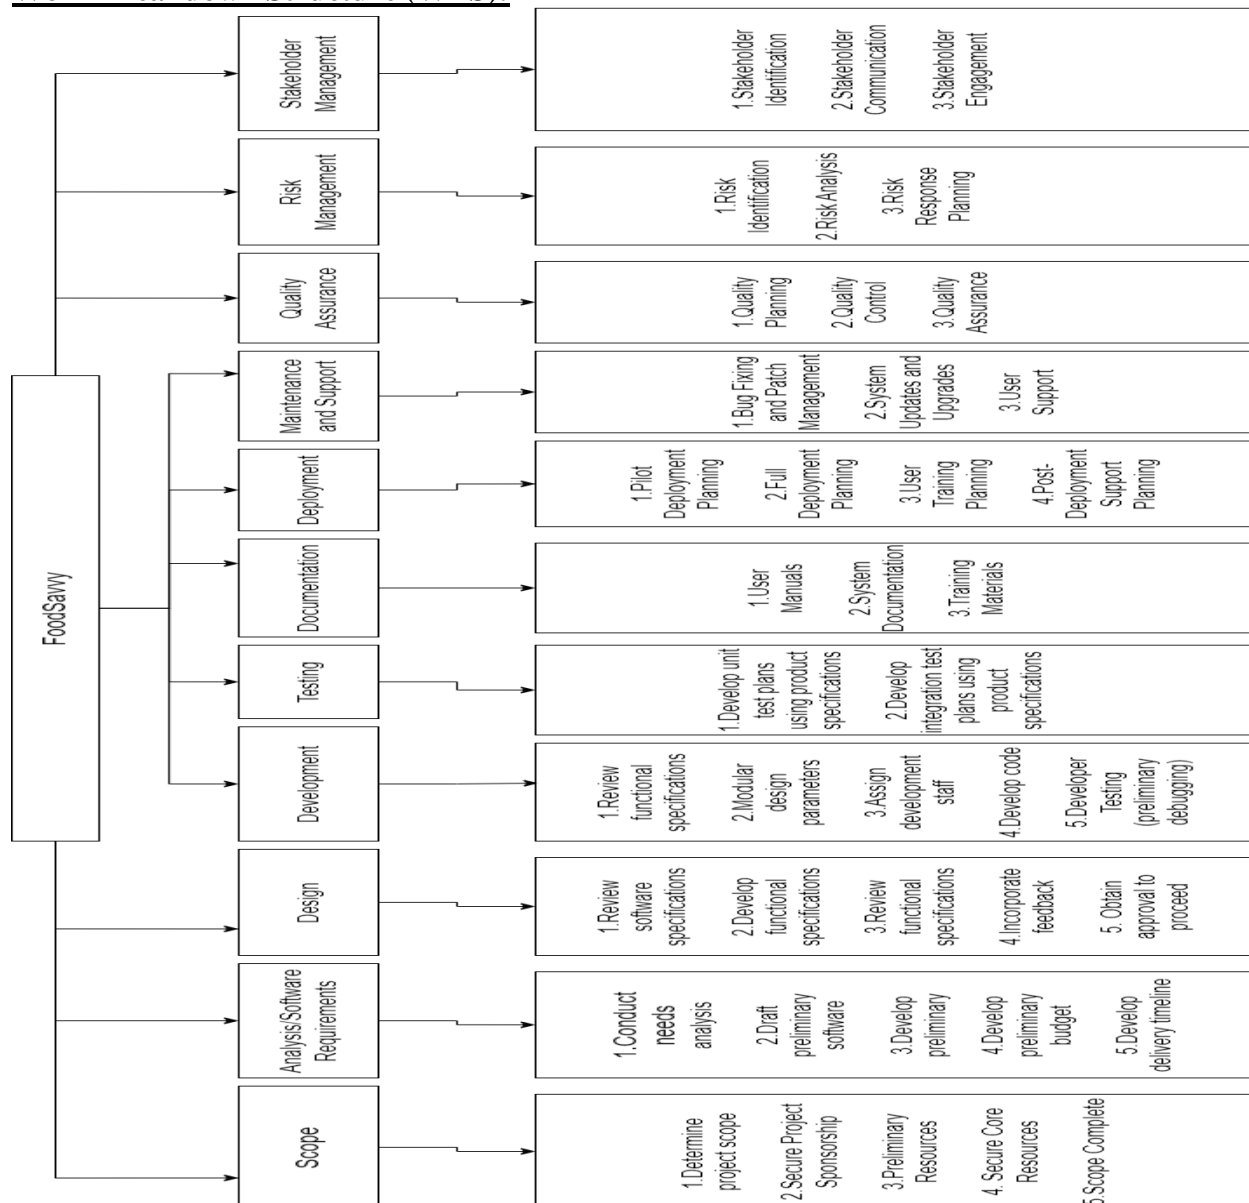 Work Breakdown Structure (WBS):
FoodSavvy
Scope
Analysis/Software
Requirements
Design
Development
Testing
Documentation
Deployment
Maintenance
and Support
Quality
Assurance
Risk
Management
Stakeholder
Management
1.Determine
project scope
2.Secure Project
Sponsorship
3.Preliminary
Resources
4. Secure Core
Resources
5.Scope Complete
1.Conduct
needs
analysis
2.Draft
preliminary
software
3.Develop
preliminary
4.Develop
preliminary
budget
5.Develop
delivery timeline
1.Review
software
specifications
2.Develop
functional
specifications
3.Review
functional
specifications
4.Incorporate
feedback
5. Obtain
approval to
proceed
1.Review
functional
specifications
2.Modular
design
parameters
3.Assign
development
staff
4.Develop code
5.Developer
Testing
(preliminary
debugging)
1.Develop unit
test plans
using product
specifications
2.Develop
integration test
plans using
product
specifications
1.User
Manuals
2.System
Documentation
3.Training
Materials
1.Pilot
Deployment
Planning
2.Full
Deployment
Planning
3.User
Training
Planning
4.Post-
Deployment
Support
Planning
1.Bug Fixing
and Patch
Management
2.System
Updates and
Upgrades
3.User
Support
1.Quality
Planning
2.Quality
Control
3.Quality
Assurance
1.Risk
Identification
2.Risk Analysis
3.Risk
Response
Planning
1.Stakeholder
Identification
2.Stakeholder
Communication
3.Stakeholder
Engagement